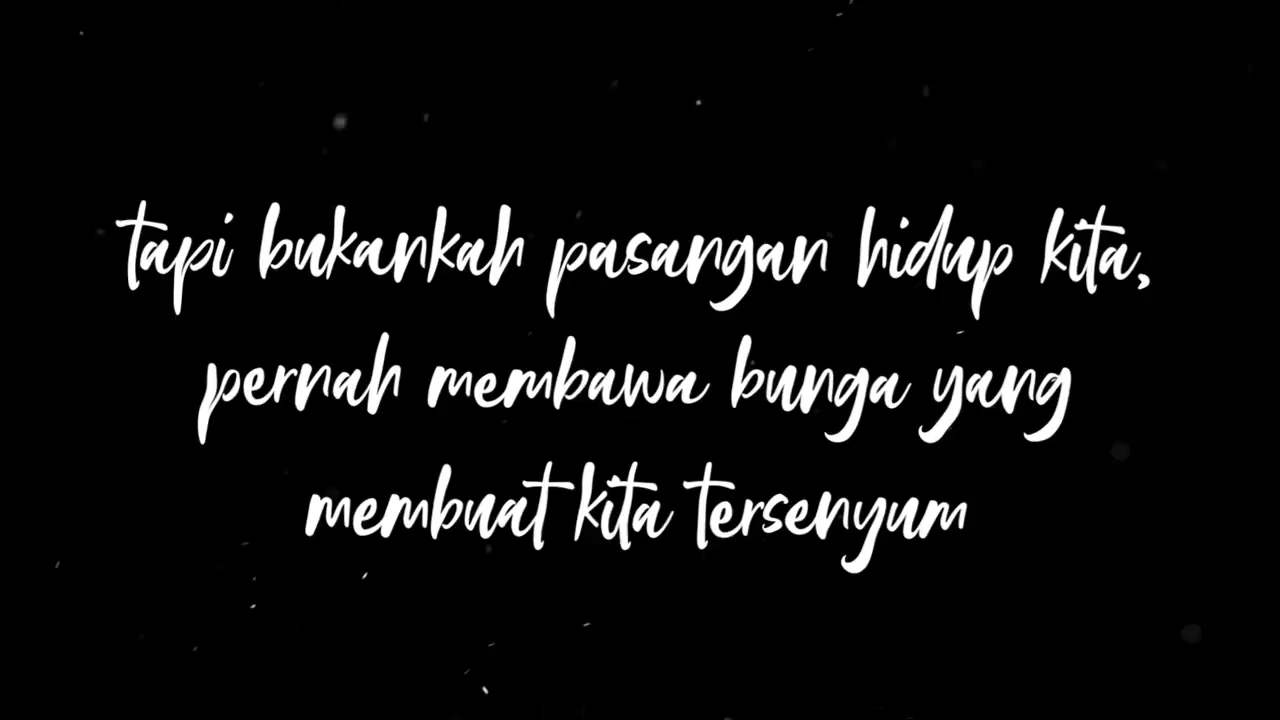 tapi bukankah pasangan hidup kita,
pernah membawa bunga yang
membuat kita tersenyum